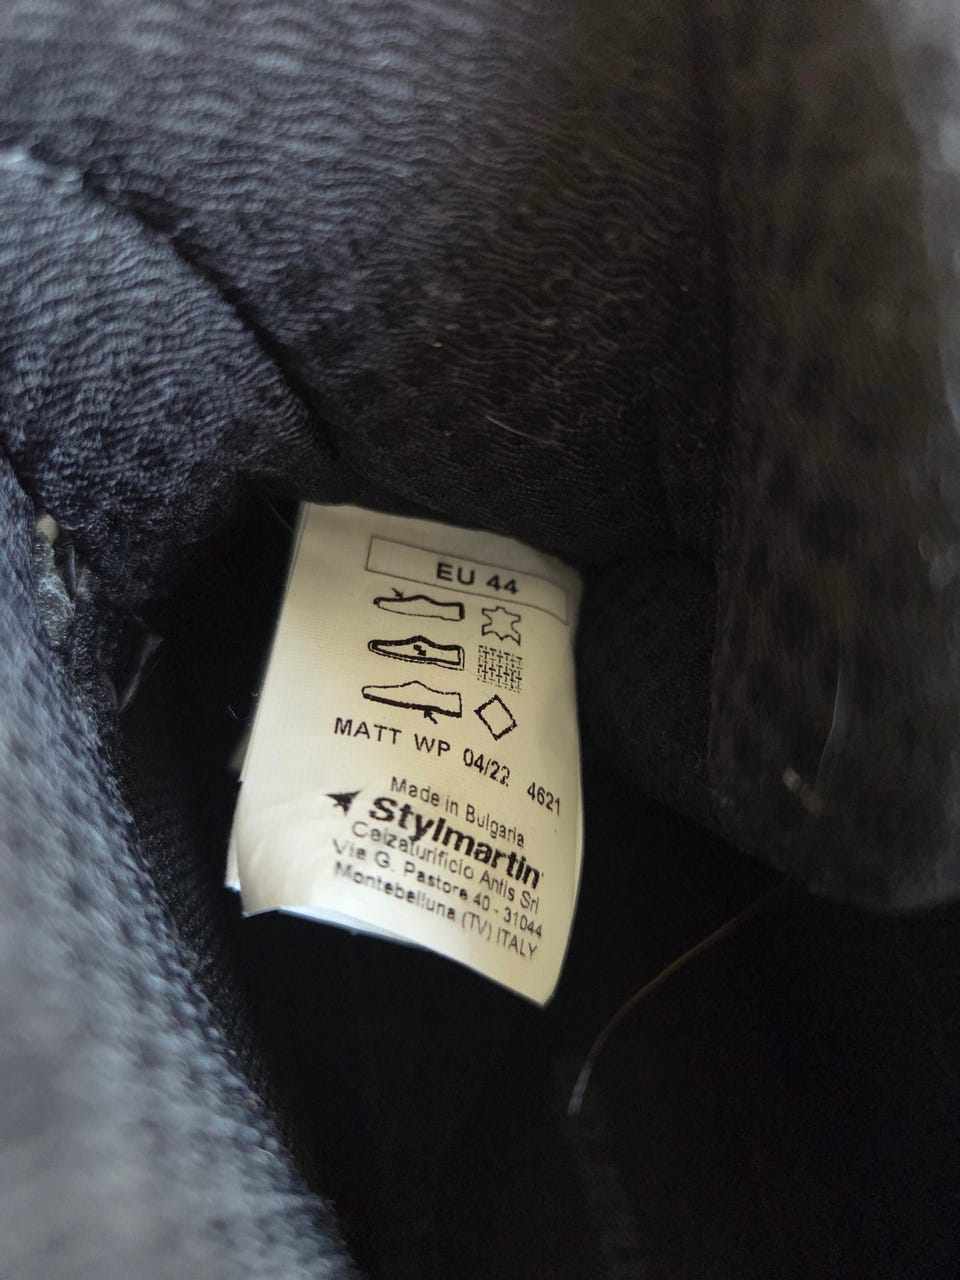 EU 44
MATT WP 04/22 4621
Made in Bulgaria
Stylmartin
Calzaturificio Antis Srl
Via G. Pastore 40 - 31044
Montebelluna (TV) ITALY